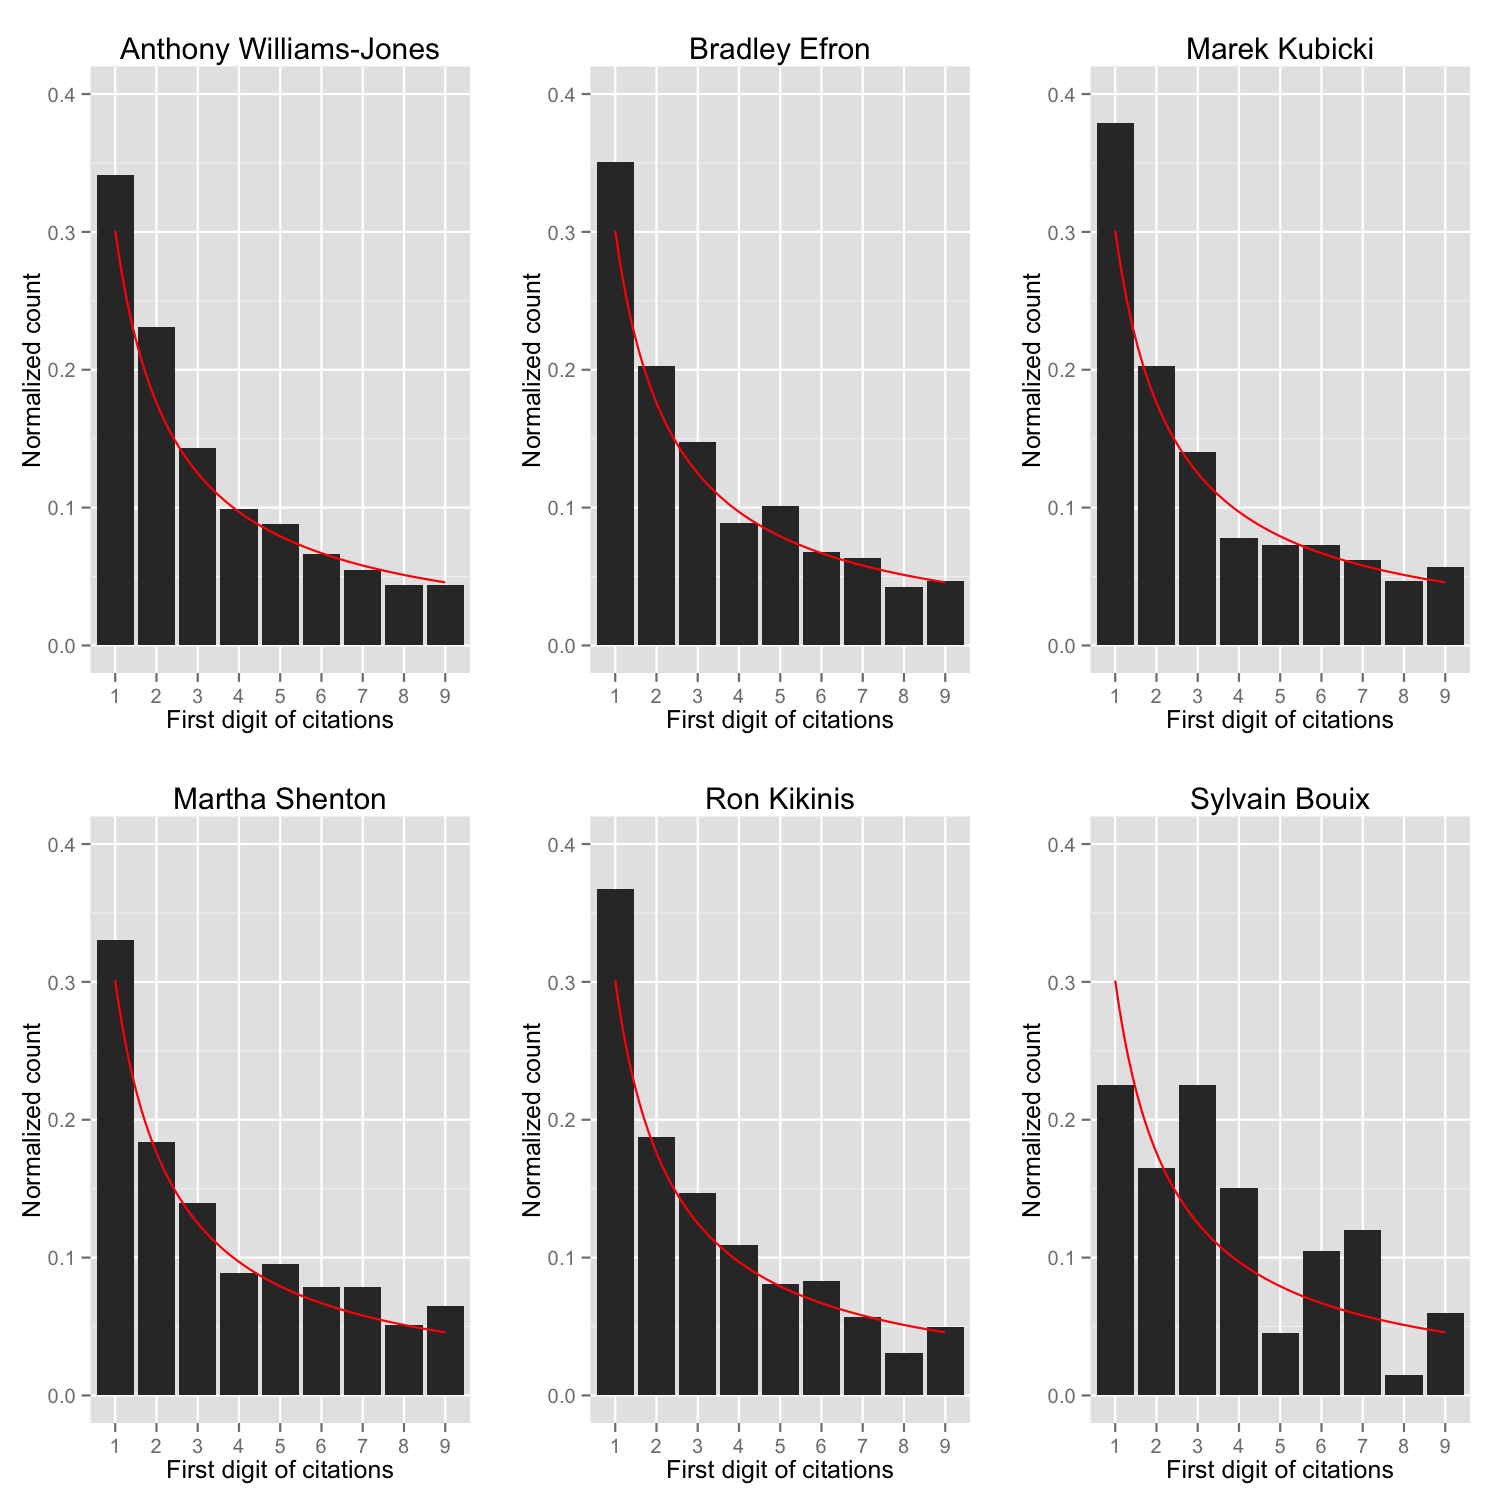 Anthony Williams-Jones
Bradley Efron
Marek Kubicki
Normalized count
0.4
0.3
0.2
0.1
0.0
1 2 3 4 5 6 7 8 9
First digit of citations
Normalized count
0.4
0.3
0.2
0.1
0.0
1 2 3 4 5 6 7 8 9
First digit of citations
Normalized count
0.4
0.3
0.2
0.1
0.0
1 2 3 4 5 6 7 8 9
First digit of citations
Martha Shenton
Ron Kikinis
Sylvain Bouix
Normalized count
0.4
0.3
0.2
0.1
0.0
1 2 3 4 5 6 7 8 9
First digit of citations
Normalized count
0.4
0.3
0.2
0.1
0.0
1 2 3 4 5 6 7 8 9
First digit of citations
Normalized count
0.4
0.3
0.2
0.1
0.0
1 2 3 4 5 6 7 8 9
First digit of citations